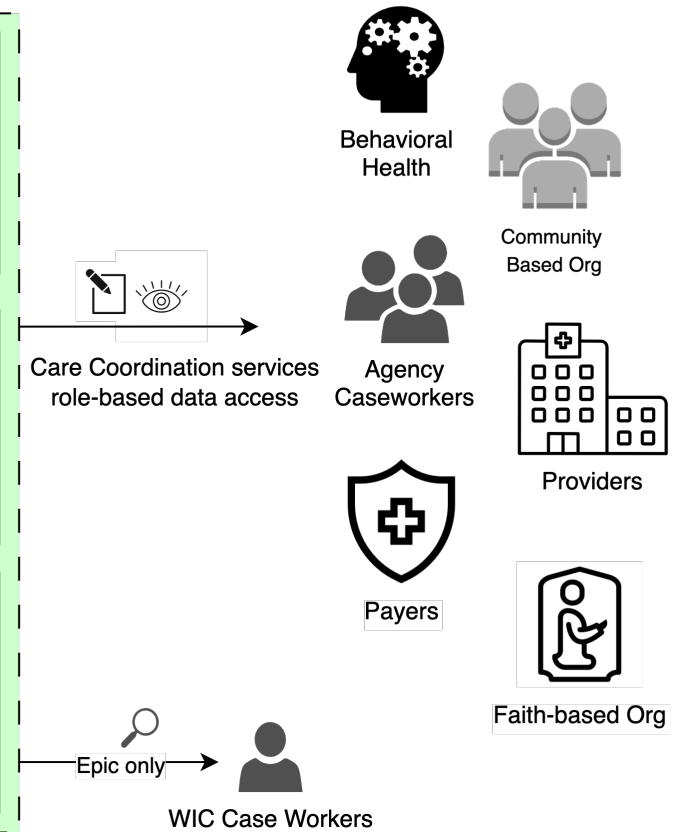 Behavioral
Health
Community
Based Org
Care Coordination services
role-based data access
Agency
Caseworkers
Providers
Payers
Faith-based Org
Epic only
WIC Case Workers